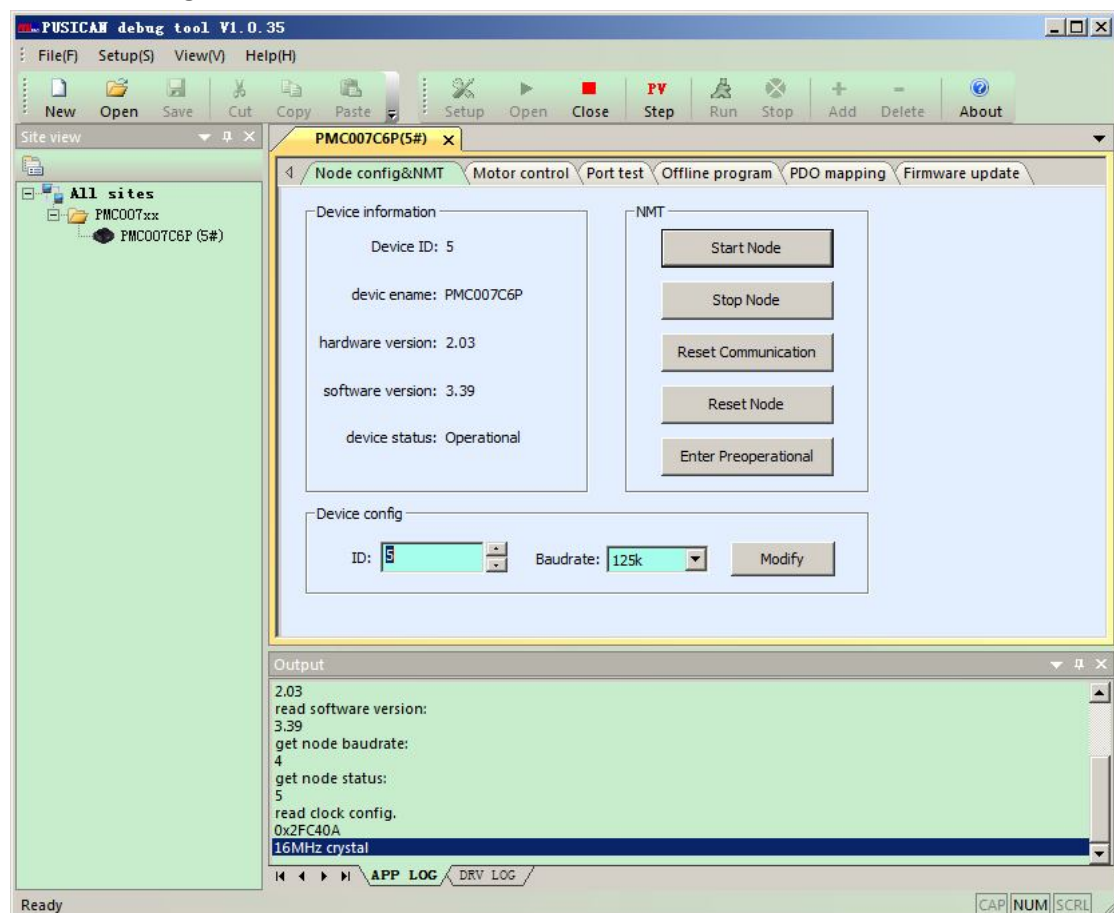 PUSICAN debug tool V1.0.35
File(F) Setup(S) View(V) Help(H)
New Open Save Cut Copy Paste Setup Open Close PV Step Run Stop Add Delete About
Site view
All sites
PMC007xx
PMC007C6P (5#)
PMC007C6P(5#)
Node config&NMT Motor control Port test Offline program PDO mapping Firmware update
Device information
Device ID: 5
devic ename: PMC007C6P
hardware version: 2.03
software version: 3.39
device status: Operational
NMT
Start Node
Stop Node
Reset Communication
Reset Node
Enter Preoperational
Device config
ID: 5 Baudrate: 125k Modify
Output
2.03
read software version:
3.39
get node baudrate:
4
get node status:
5
read clock config.
0x2FC40A
16MHz crystal
APP LOG DRV LOG
Ready
CAP NUM SCRL